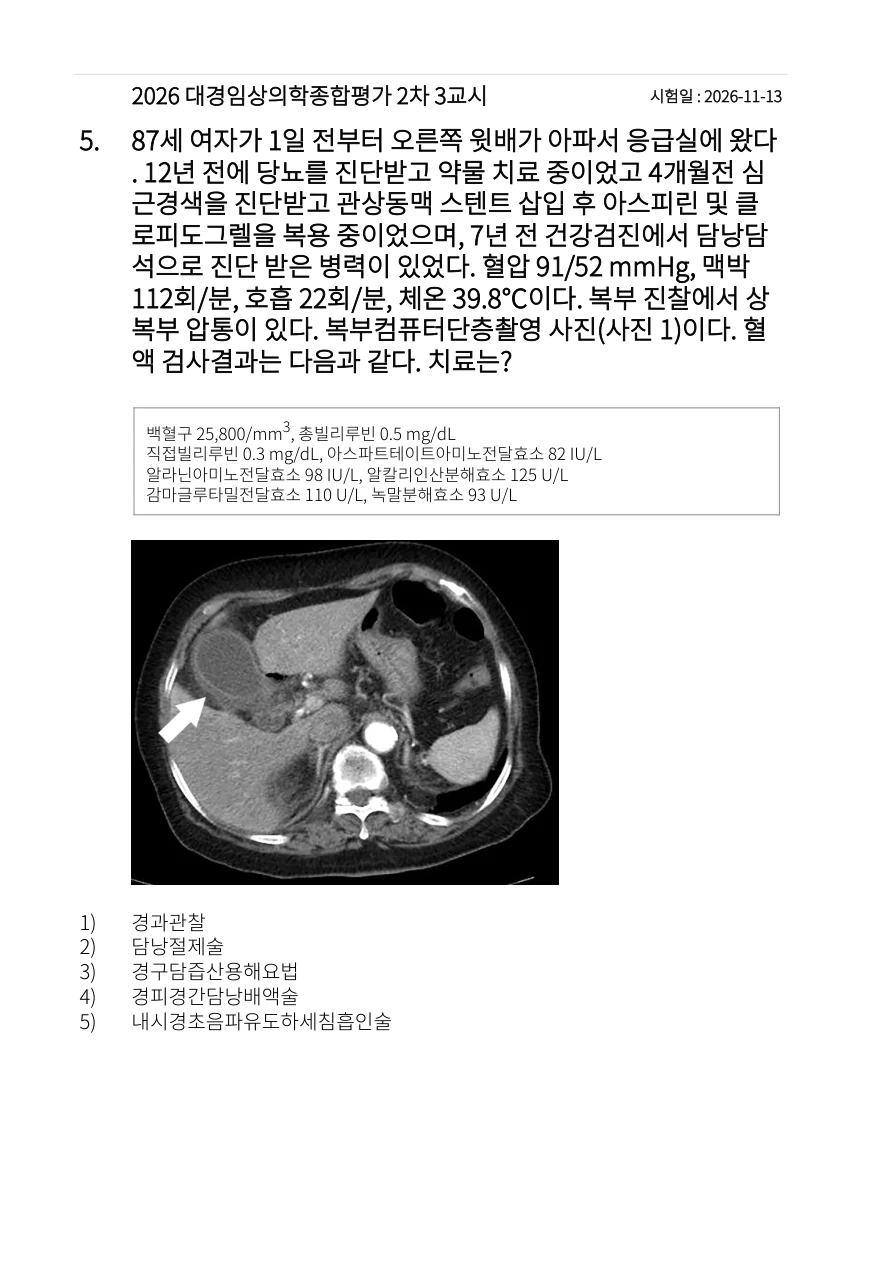 2026 대경임상의학종합평가 2차 3교시
시험일 : 2026-11-13
5. 87세 여자가 1일 전부터 오른쪽 윗배가 아파서 응급실에 왔다
. 12년 전에 당뇨를 진단받고 약물 치료 중이었고 4개월전 심
근경색을 진단받고 관상동맥 스텐트 삽입 후 아스피린 및 클
로피도그렐을 복용 중이었으며, 7년 전 건강검진에서 담낭담
석으로 진단 받은 병력이 있었다. 혈압 91/52 mmHg, 맥박
112회/분, 호흡 22회/분, 체온 39.8℃이다. 복부 진찰에서 상
복부 압통이 있다. 복부컴퓨터단층촬영 사진(사진 1)이다. 혈
액 검사결과는 다음과 같다. 치료는?
백혈구 25,800/mm³, 총빌리루빈 0.5 mg/dL
직접빌리루빈 0.3 mg/dL, 아스파트테이트아미노전달효소 82 IU/L
알라닌아미노전달효소 98 IU/L, 알칼리인산분해효소 125 U/L
감마글루타밀전달효소 110 U/L, 녹말분해효소 93 U/L
1) 경과관찰
2) 담낭절제술
3) 경구담즙산용해요법
4) 경피경간담낭배액술
5) 내시경초음파유도하세침흡인술